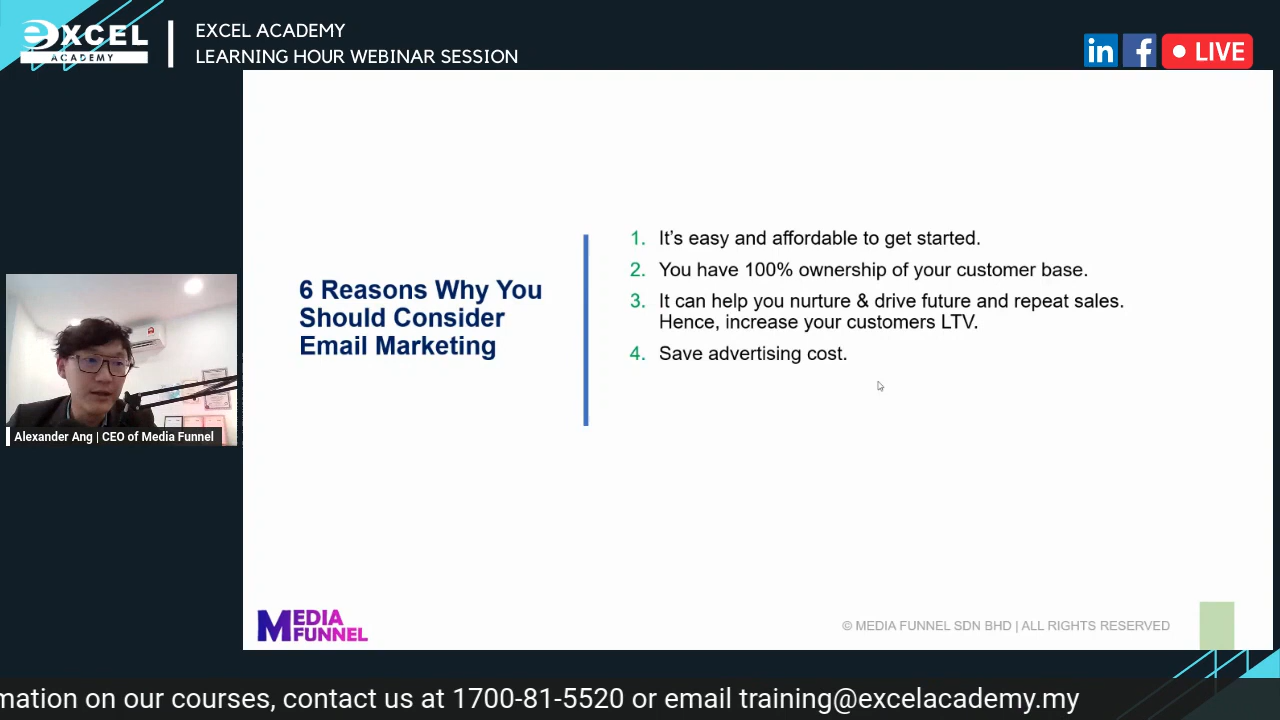 EXCEL
ACADEMY
EXCEL ACADEMY
LEARNING HOUR WEBINAR SESSION
in f LIVE
6 Reasons Why You
Should Consider
Email Marketing
1. It's easy and affordable to get started.
2. You have 100% ownership of your customer base.
3. It can help you nurture & drive future and repeat sales.
Hence, increase your customers LTV.
4. Save advertising cost.
Alexander Ang | CEO of Media Funnel
MEDIA
FUNNEL
© MEDIA FUNNEL SDN BHD | ALL RIGHTS RESERVED
mation on our courses, contact us at 1700-81-5520 or email training@excelacademy.my